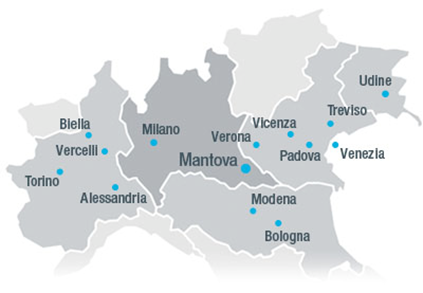 Udine
Treviso
Biella
Vicenza
Milano
Verona
Vercelli
Padova
Venezia
Mantova
Torino
Alessandria
Modena
Bologna